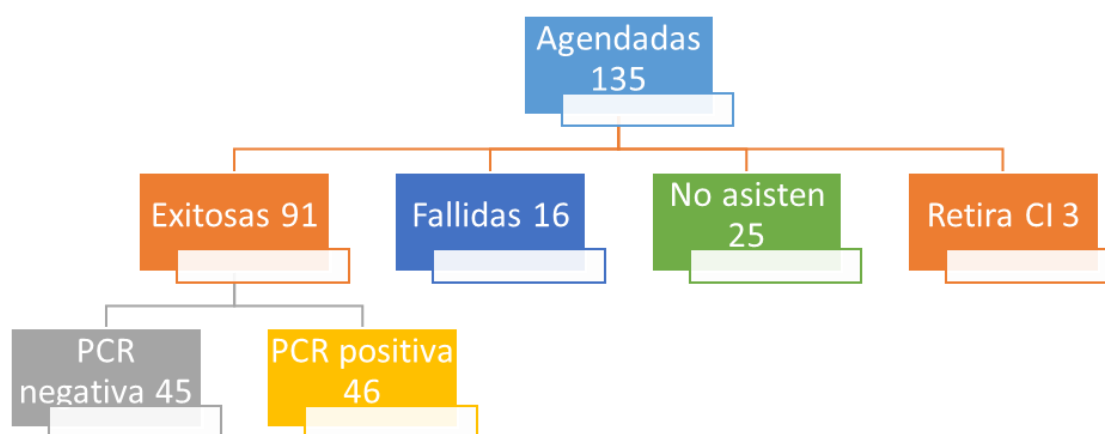 Agendadas
135
Exitosas 91
Fallidas 16
No asisten
25
Retira CI 3
PCR
negativa 45
PCR positiva
46